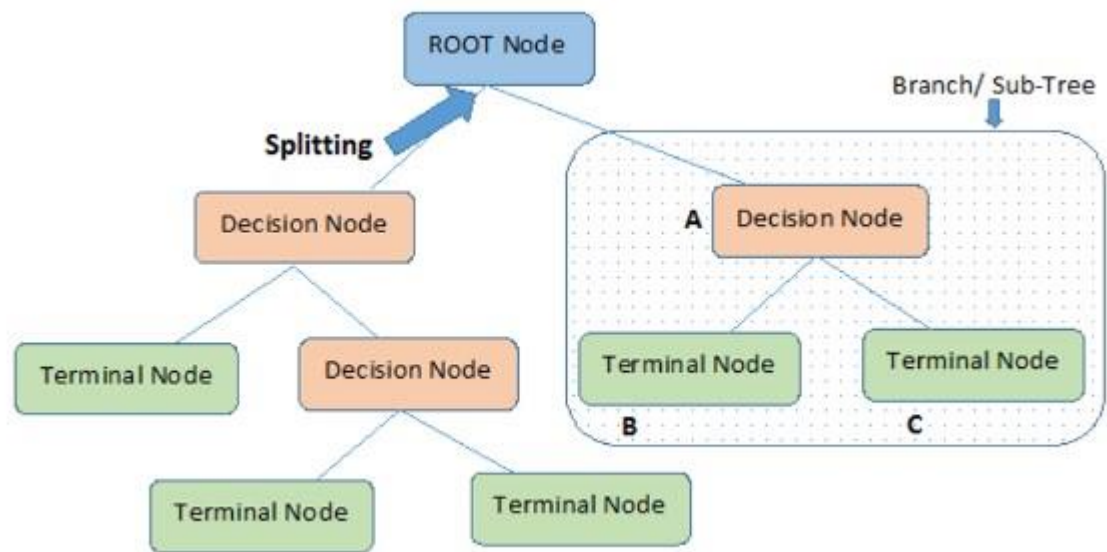 ROOT Node
Branch/ Sub-Tree
Splitting
Decision Node
A
Decision Node
Terminal Node
Decision Node
Terminal Node
Terminal Node
B
C
Terminal Node
Terminal Node